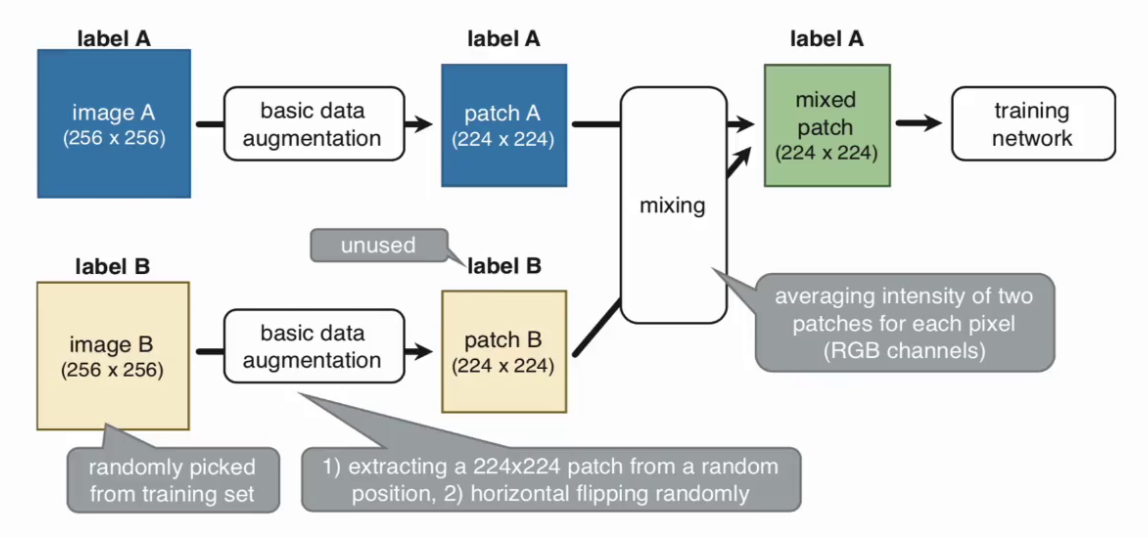 label A
image A
(256 x 256)
basic data
augmentation
label A
patch A
(224 x 224)
mixing
label A
mixed
patch
(224 x 224)
training
network
label B
image B
(256 x 256)
basic data
augmentation
unused
label B
patch B
(224 x 224)
averaging intensity of two
patches for each pixel
(RGB channels)
randomly picked
from training set
1) extracting a 224x224 patch from a random
position, 2) horizontal flipping randomly